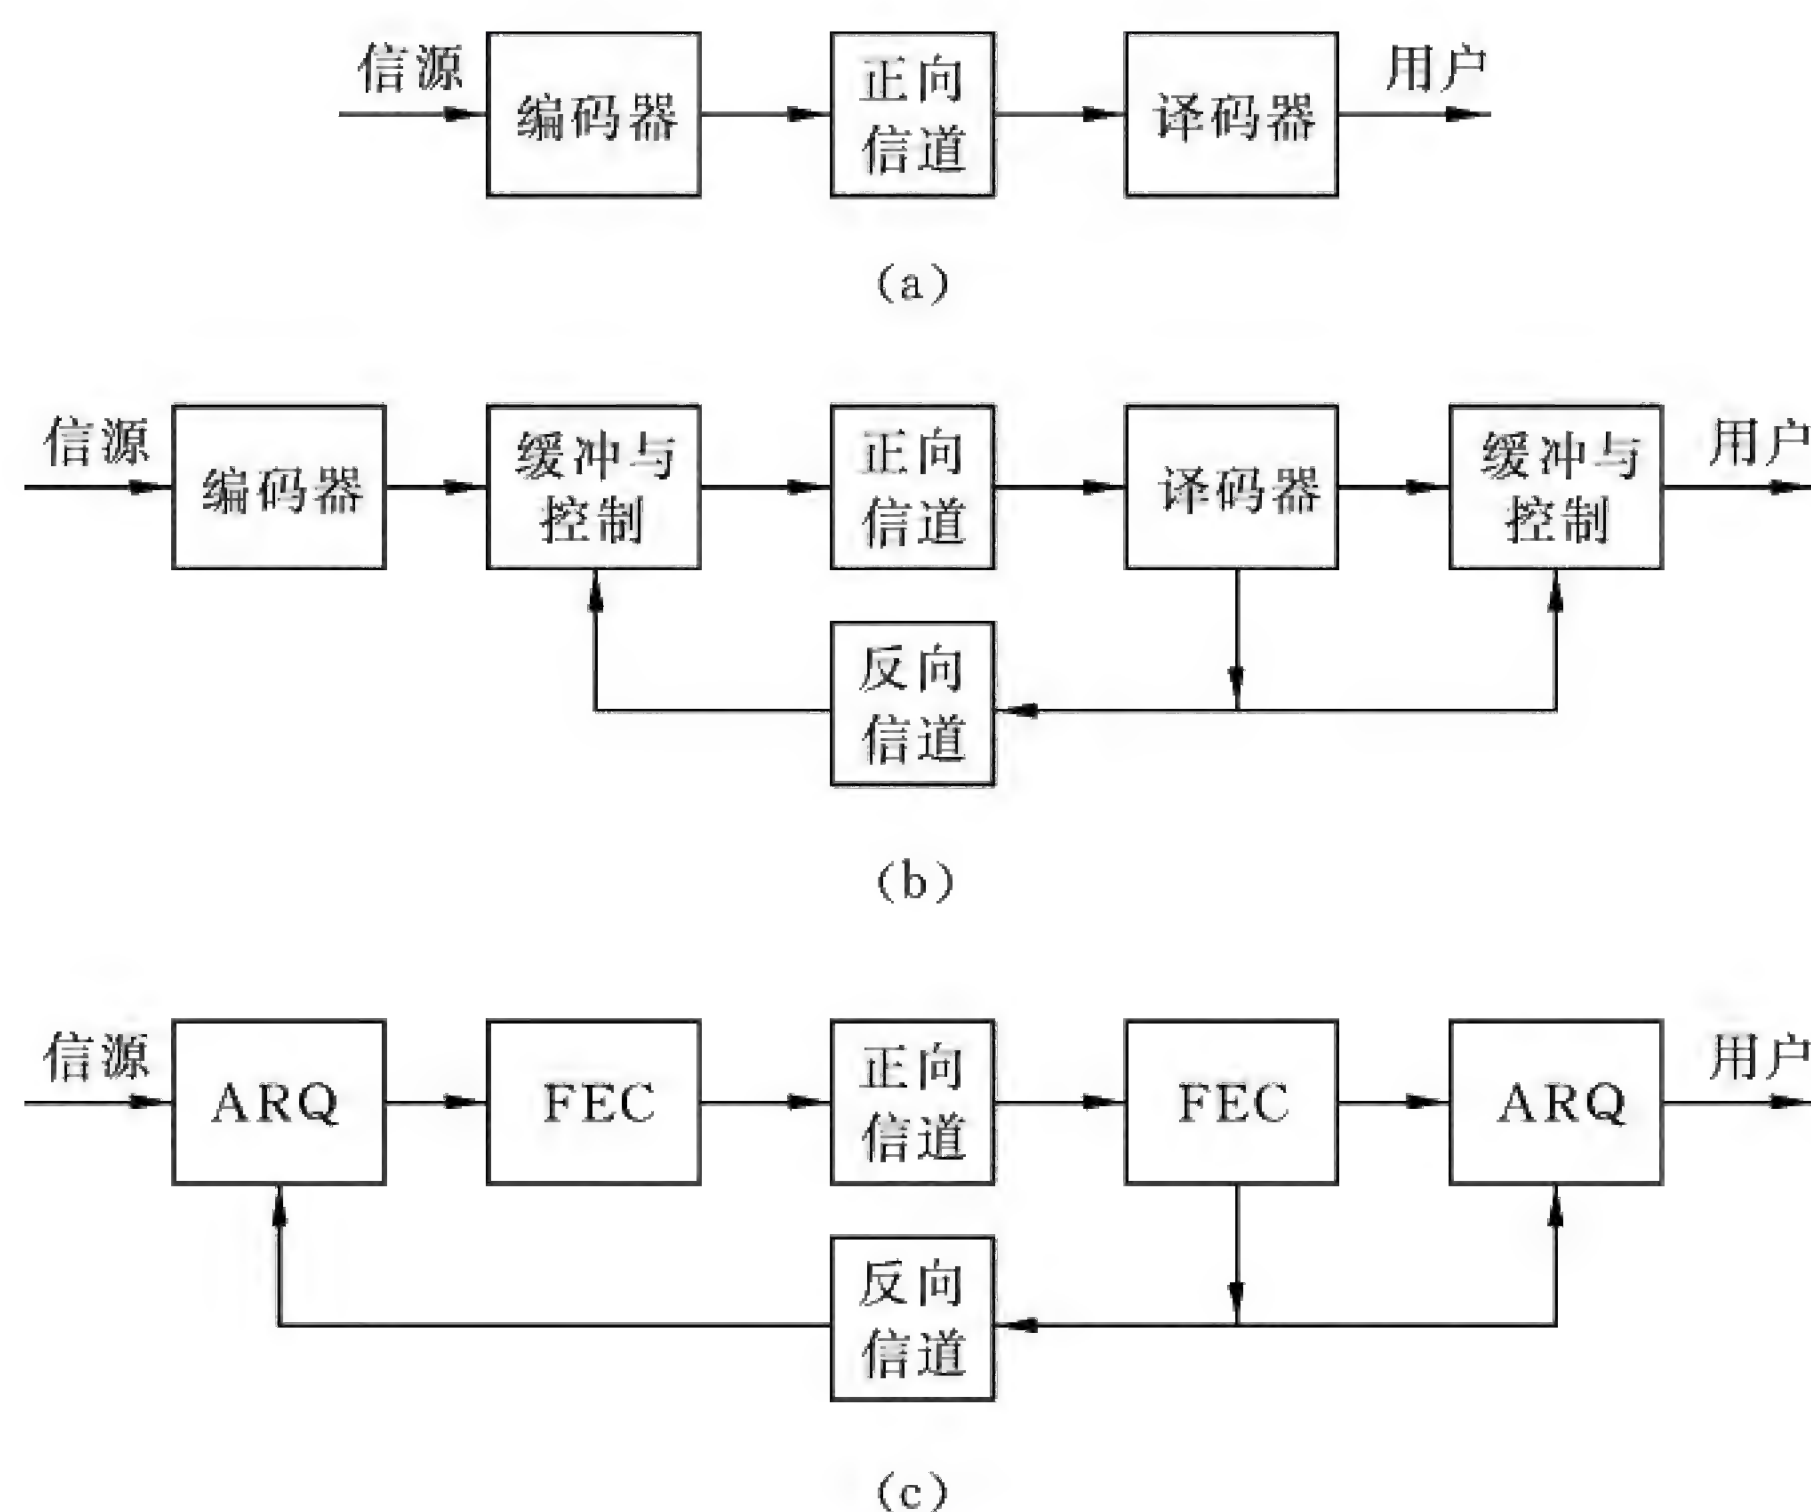 信源
编码器
正向
信道
译码器
用户
(a)
信源
编码器
缓冲与
控制
正向
信道
译码器
缓冲与
控制
用户
反向
信道
(b)
信源
ARQ
FEC
正向
信道
FEC
ARQ
用户
反向
信道
(c)